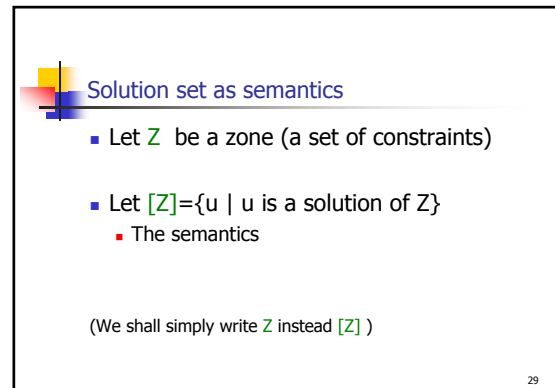 Solution set as semantics
Let Z be a zone (a set of constraints)
Let [Z]={u | u is a solution of Z}
The semantics
(We shall simply write Z instead [Z] )
29